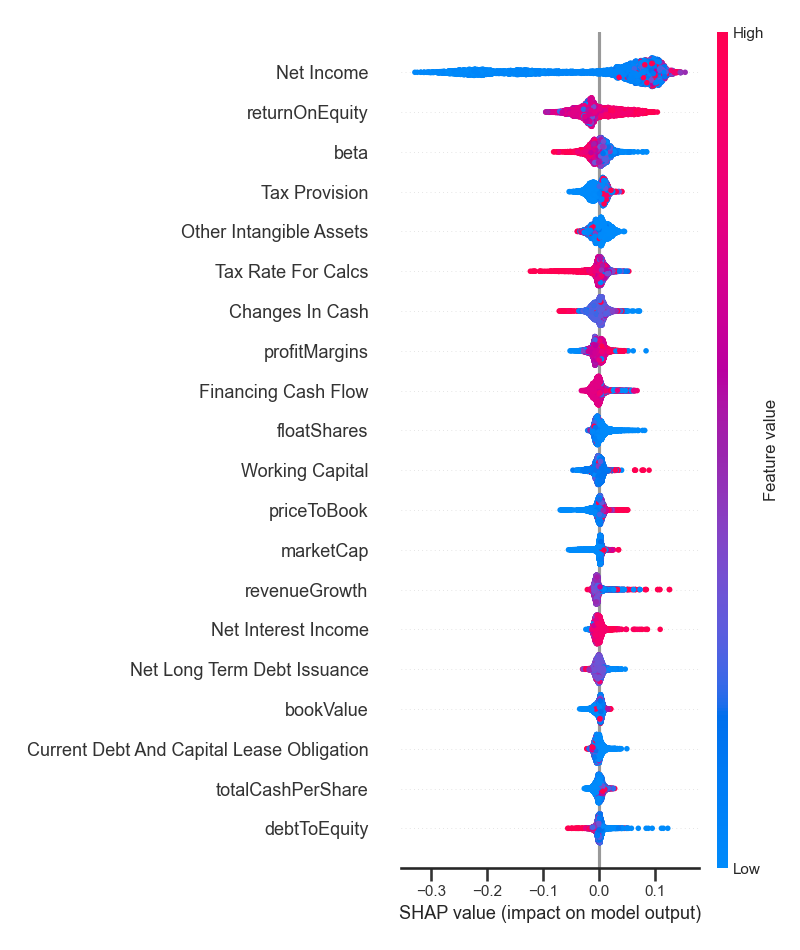 High
Net Income
returnOnEquity
beta
Tax Provision
Other Intangible Assets
Tax Rate For Calcs
Changes In Cash
profitMargins
Financing Cash Flow
floatShares
Working Capital
priceToBook
marketCap
revenueGrowth
Net Interest Income
Net Long Term Debt Issuance
bookValue
Current Debt And Capital Lease Obligation
totalCashPerShare
debtToEquity
Feature value
Low
−0.3 −0.2 −0.1 0.0 0.1
SHAP value (impact on model output)